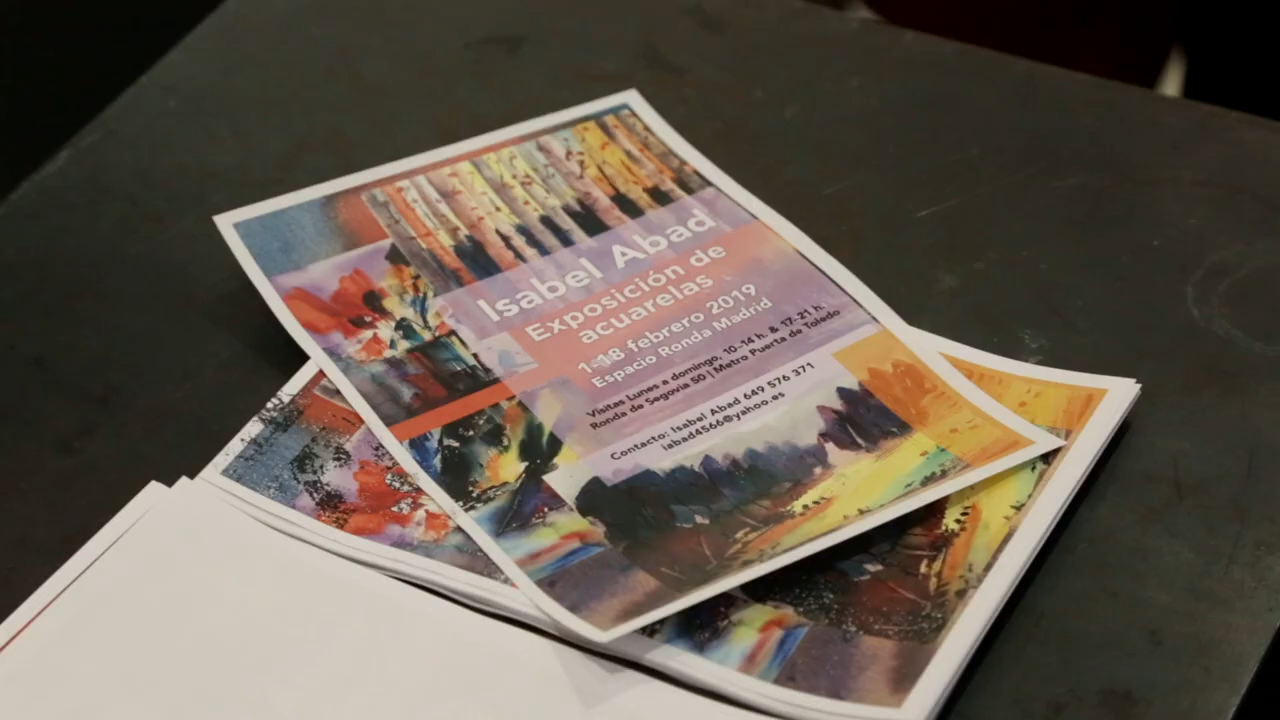 Isabel Abad
Exposición de
acuarelas
1-18 febrero 2019
Espacio Ronda Madrid
Visitas Lunes a domingo, 10-14 h. & 17-21 h.
Ronda de Segovia 50 | Metro Puerta de Toledo
Contacto: Isabel Abad 649 576 371
iabad4566@yahoo.es